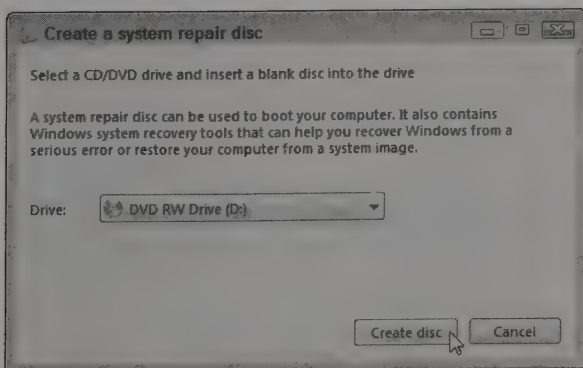 Create a system repair disc
Select a CD/DVD drive and insert a blank disc into the drive
A system repair disc can be used to boot your computer. It also contains
Windows system recovery tools that can help you recover Windows from a
serious error or restore your computer from a system image.
Drive: DVD RW Drive (D:)
Create disc Cancel